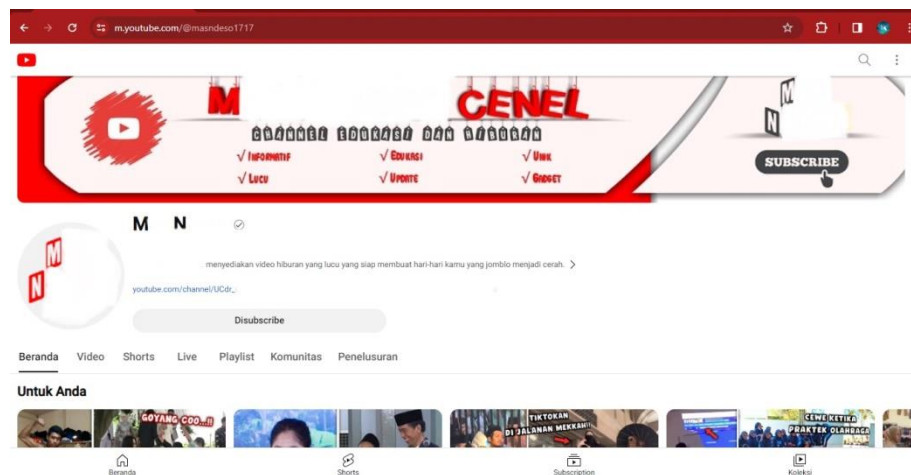 m.youtube.com/@masndeso1717
M CENEL
CHANNEL EDUKASI DAN HIBURAN
√ INFORMATIF √ EDUKASI √ UNIK
√ LUCU √ UPDATE √ GADGET
M
N
SUBSCRIBE
M N
M
N
menyediakan video hiburan yang lucu yang siap membuat hari-hari kamu yang jomblo menjadi cerah. >
youtube.com/channel/UCdr_
Disubscribe
Beranda Video Shorts Live Playlist Komunitas Penelusuran
Untuk Anda
GOYANG COO...!!
TIKTOKAN
DI JALANAN MEKKAH!!
CEWE KETIKA
PRAKTEK OLAHRAGA
Beranda Shorts Subscription Koleksi